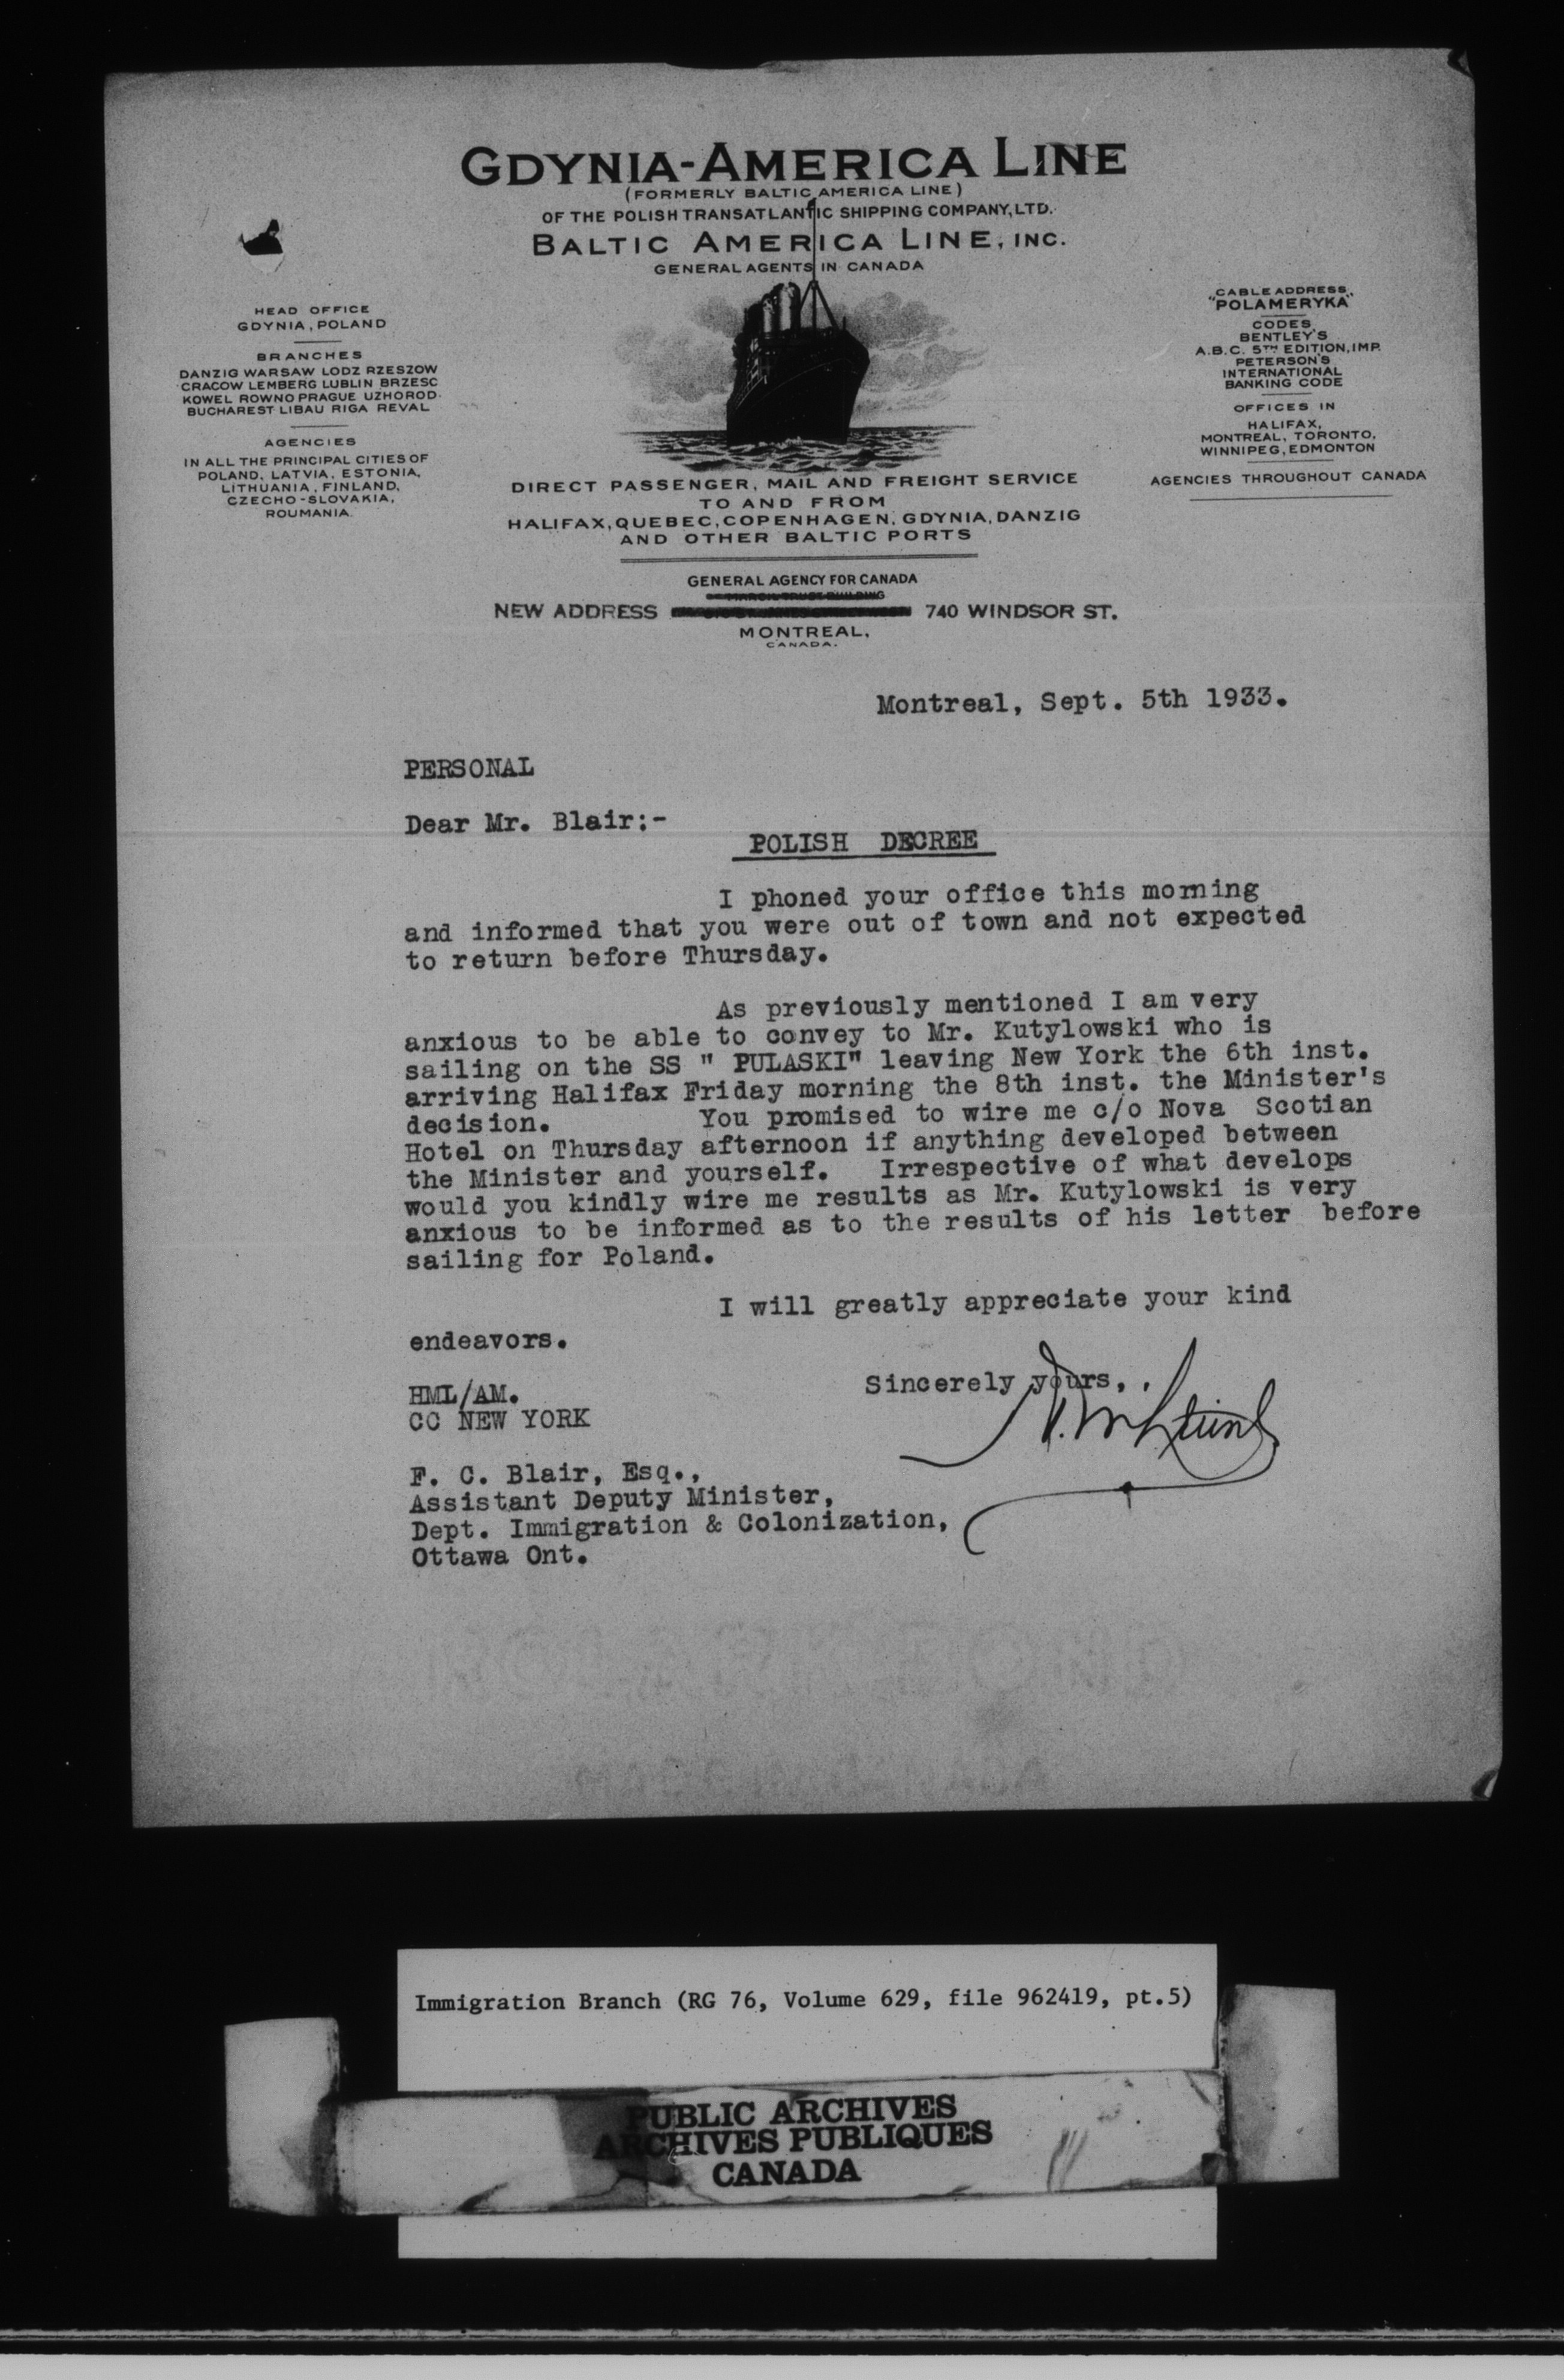 GDYNIA-AMERICA LINE
(FORMERLY BALTIC AMERICA LINE)
OF THE POLISH TRANSATLANTIC SHIPPING COMPANY, LTD.
BALTIC AMERICA LINE, INC.
GENERAL AGENTS IN CANADA
HEAD OFFICE
GDYNIA, POLAND
BRANCHES
DANZIG WARSAW LODZ RZESZOW
CRACOW LEMBERG LUBLIN BRZESC
KOWEL ROWNO PRAGUE UZHOROD
BUCHAREST LIBAU RIGA REVAL
AGENCIES
IN ALL THE PRINCIPAL CITIES OF
POLAND, LATVIA, ESTONIA,
LITHUANIA, FINLAND,
CZECHO-SLOVAKIA,
ROUMANIA.
CABLE ADDRESS,
"POLAMERYKA"
CODES
BENTLEY'S
A.B.C. 5TH EDITION, IMP.
PETERSON'S
INTERNATIONAL
BANKING CODE
OFFICES IN
HALIFAX,
MONTREAL, TORONTO,
WINNIPEG, EDMONTON
AGENCIES THROUGHOUT CANADA
DIRECT PASSENGER, MAIL AND FREIGHT SERVICE
TO AND FROM
HALIFAX, QUEBEC, COPENHAGEN, GDYNIA, DANZIG
AND OTHER BALTIC PORTS
GENERAL AGENCY FOR CANADA
NEW ADDRESS 740 WINDSOR ST.
MONTREAL,
CANADA.
Montreal, Sept. 5th 1933.
PERSONAL
Dear Mr. Blair:-
POLISH DECREE
I phoned your office this morning
and informed that you were out of town and not expected
to return before Thursday.
As previously mentioned I am very
anxious to be able to convey to Mr. Kutylowski who is
sailing on the SS " PULASKI" leaving New York the 6th inst.
arriving Halifax Friday morning the 8th inst. the Minister's
decision. You promised to wire me c/o Nova Scotian
Hotel on Thursday afternoon if anything developed between
the Minister and yourself. Irrespective of what develops
would you kindly wire me results as Mr. Kutylowski is very
anxious to be informed as to the results of his letter before
sailing for Poland.
I will greatly appreciate your kind
endeavors.
Sincerely yours,
HML/AM.
CC NEW YORK
F. C. Blair, Esq.,
Assistant Deputy Minister,
Dept. Immigration & Colonization,
Ottawa Ont.
Immigration Branch (RG 76, Volume 629, file 962419, pt.5)
PUBLIC ARCHIVES
ARCHIVES PUBLIQUES
CANADA